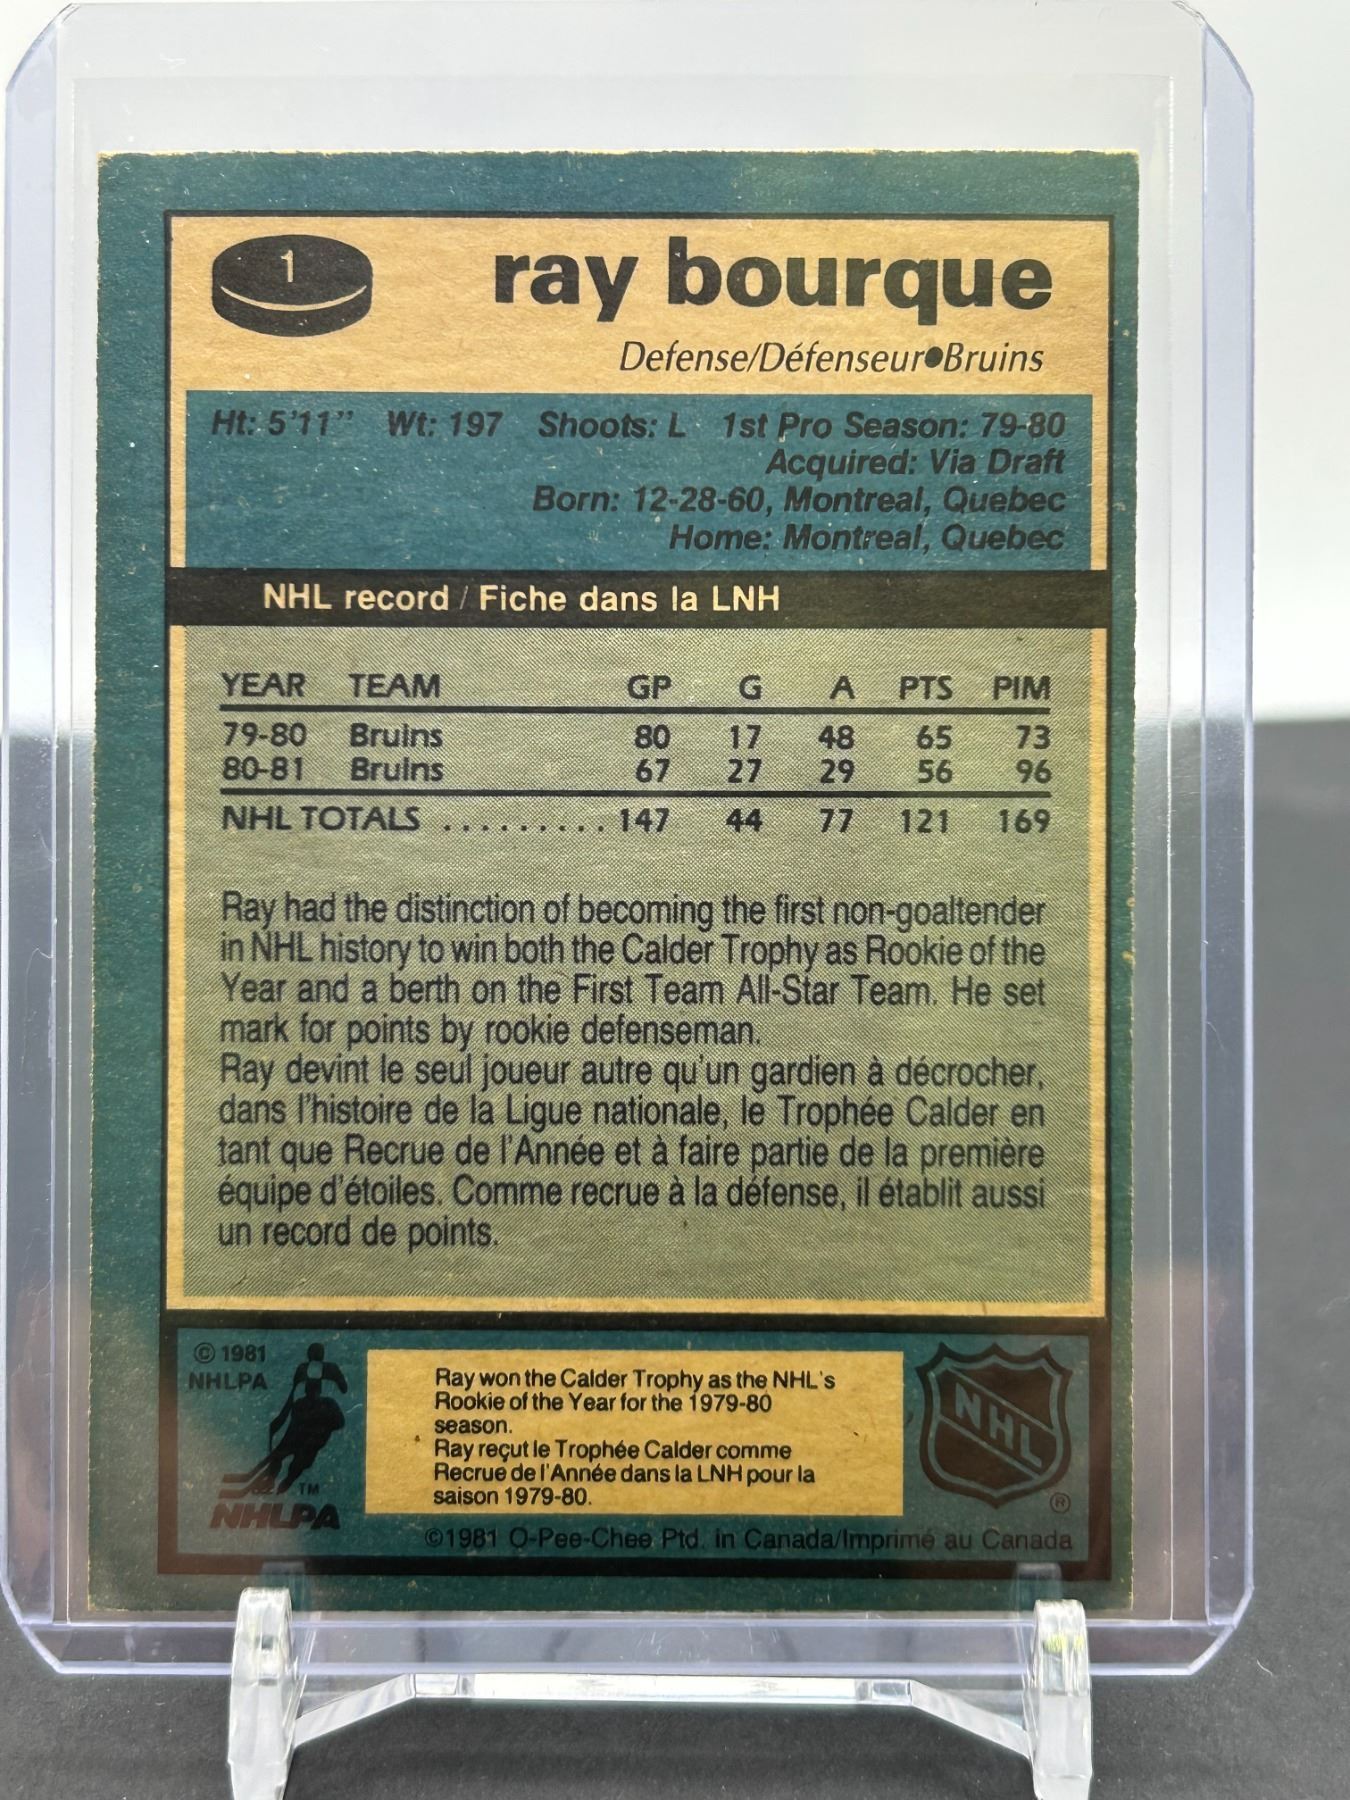 1
ray bourque
Defense/Défenseur●Bruins
Ht: 5'11" Wt: 197 Shoots: L 1st Pro Season: 79-80
Acquired: Via Draft
Born: 12-28-60, Montreal, Quebec
Home: Montreal, Quebec
NHL record / Fiche dans la LNH
YEAR TEAM GP G A PTS PIM
79-80 Bruins 80 17 48 65 73
80-81 Bruins 67 27 29 56 96
NHL TOTALS .......... 147 44 77 121 169
Ray had the distinction of becoming the first non-goaltender
in NHL history to win both the Calder Trophy as Rookie of the
Year and a berth on the First Team All-Star Team. He set
mark for points by rookie defenseman.
Ray devint le seul joueur autre qu'un gardien à décrocher,
dans l'histoire de la Ligue nationale, le Trophée Calder en
tant que Recrue de l'Année et à faire partie de la première
équipe d'étoiles. Comme recrue à la défense, il établit aussi
un record de points.
© 1981
NHLPA
TM
NHLPA
Ray won the Calder Trophy as the NHL's
Rookie of the Year for the 1979-80
season.
Ray reçut le Trophée Calder comme
Recrue de l'Année dans la LNH pour la
saison 1979-80.
NHL
®
©1981 O-Pee-Chee Ptd. in Canada/Imprimé au Canada